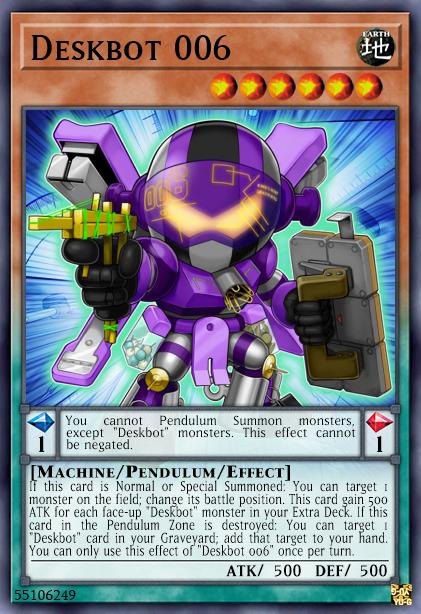 DESKBOT 006
EARTH
地
006
You cannot Pendulum Summon monsters,
except "Deskbot" monsters. This effect cannot
be negated.
1
1
[MACHINE/PENDULUM/EFFECT]
If this card is Normal or Special Summoned: You can target 1
monster on the field; change its battle position. This card gain 500
ATK for each face-up "Deskbot" monster in your Extra Deck. If this
card in the Pendulum Zone is destroyed: You can target 1
"Deskbot" card in your Graveyard; add that target to your hand.
You can only use this effect of "Deskbot 006" once per turn.
ATK/ 500 DEF/ 500
55106249